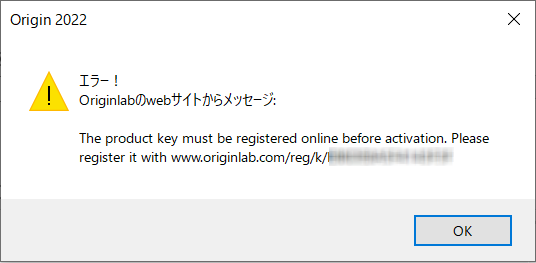 Origin 2022
エラー！
Originlabのwebサイトからメッセージ:
The product key must be registered online before activation. Please
register it with www.originlab.com/reg/k/
OK